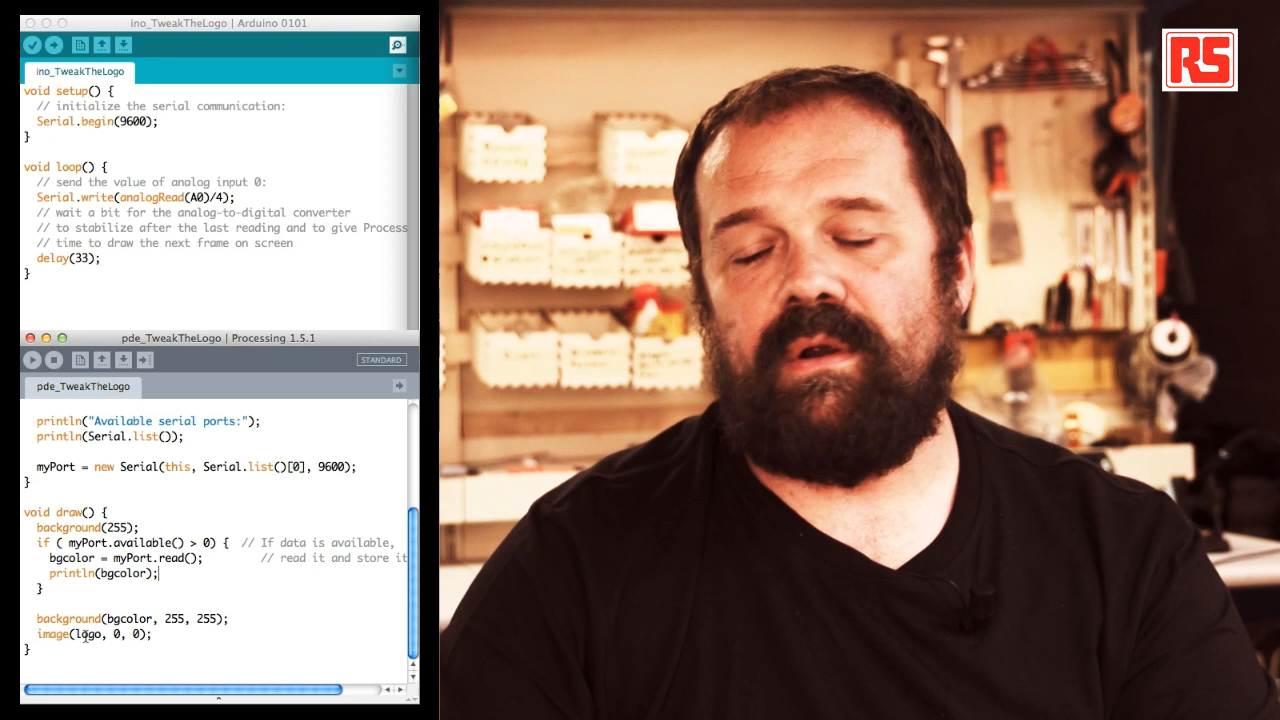 ino_TweakTheLogo | Arduino 0101
ino_TweakTheLogo
void setup() {
// initialize the serial communication:
Serial.begin(9600);
}
void loop() {
// send the value of analog input 0:
Serial.write(analogRead(A0)/4);
// wait a bit for the analog-to-digital converter
// to stabilize after the last reading and to give Process
// time to draw the next frame on screen
delay(33);
}
pde_TweakTheLogo | Processing 1.5.1
STANDARD
pde_TweakTheLogo
println("Available serial ports:");
println(Serial.list());
myPort = new Serial(this, Serial.list()[0], 9600);
}
void draw() {
background(255);
if ( myPort.available() > 0) { // If data is available,
bgcolor = myPort.read(); // read it and store it
println(bgcolor);
}
background(bgcolor, 255, 255);
image(logo, 0, 0);
}
RS